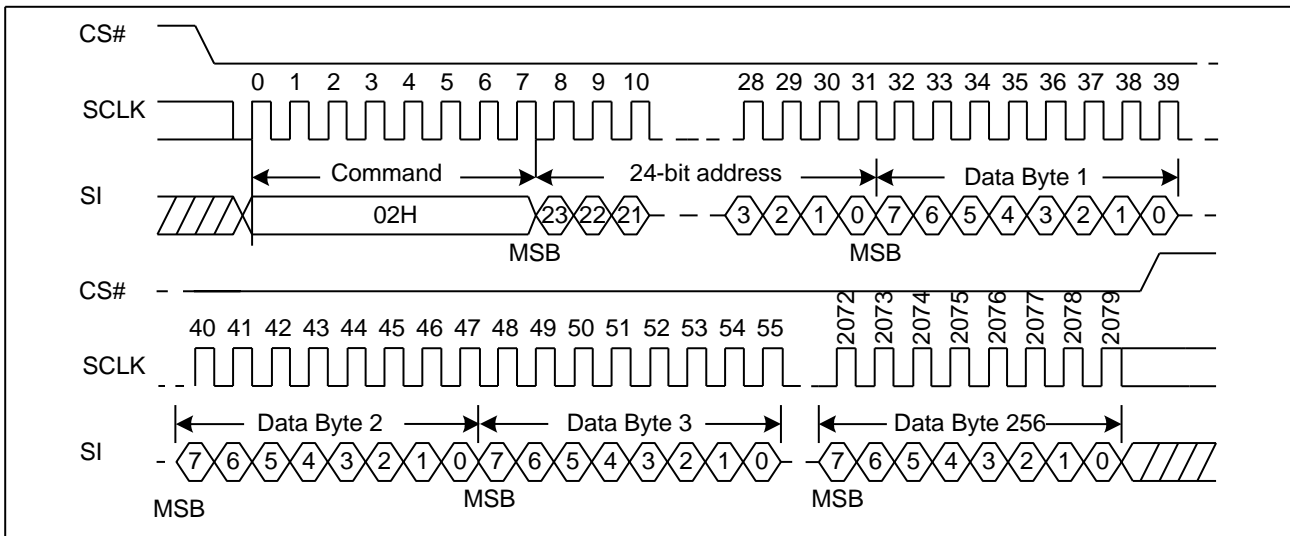 CS#
0 1 2 3 4 5 6 7 8 9 10 28 29 30 31 32 33 34 35 36 37 38 39
SCLK
Command 24-bit address Data Byte 1
SI
02H 23 22 21 3 2 1 0 7 6 5 4 3 2 1 0
MSB MSB
CS#
40 41 42 43 44 45 46 47 48 49 50 51 52 53 54 55 2072 2073 2074 2075 2076 2077 2078 2079
SCLK
Data Byte 2 Data Byte 3 Data Byte 256
SI
7 6 5 4 3 2 1 0 7 6 5 4 3 2 1 0 7 6 5 4 3 2 1 0
MSB MSB MSB